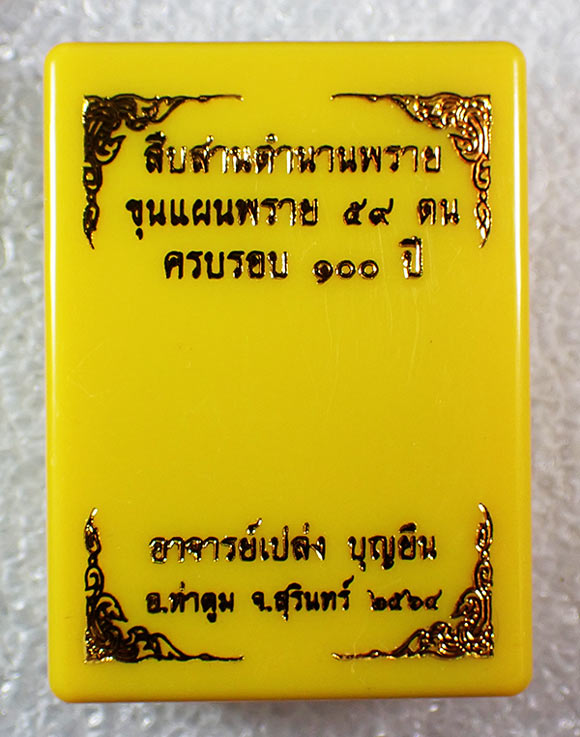 สืบสานตำนานพราย
ขุนแผนพราย ๕๙ ตน
ครบรอบ ๑๐๐ ปี
อาจารย์เปล่ง บุญยืน
อ.ท่าตูม จ.สุรินทร์ ๒๕๖๔